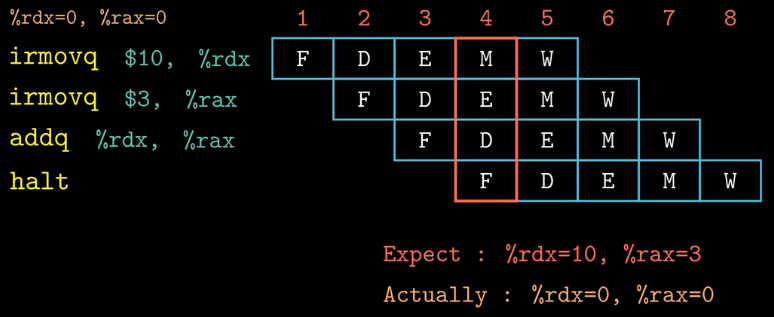 %rdx=0, %rax=0 1 2 3 4 5 6 7 8
irmovq $10, %rdx F D E M W
irmovq $3, %rax F D E M W
addq %rdx, %rax F D E M W
halt F D E M W
Expect : %rdx=10, %rax=3
Actually : %rdx=0, %rax=0